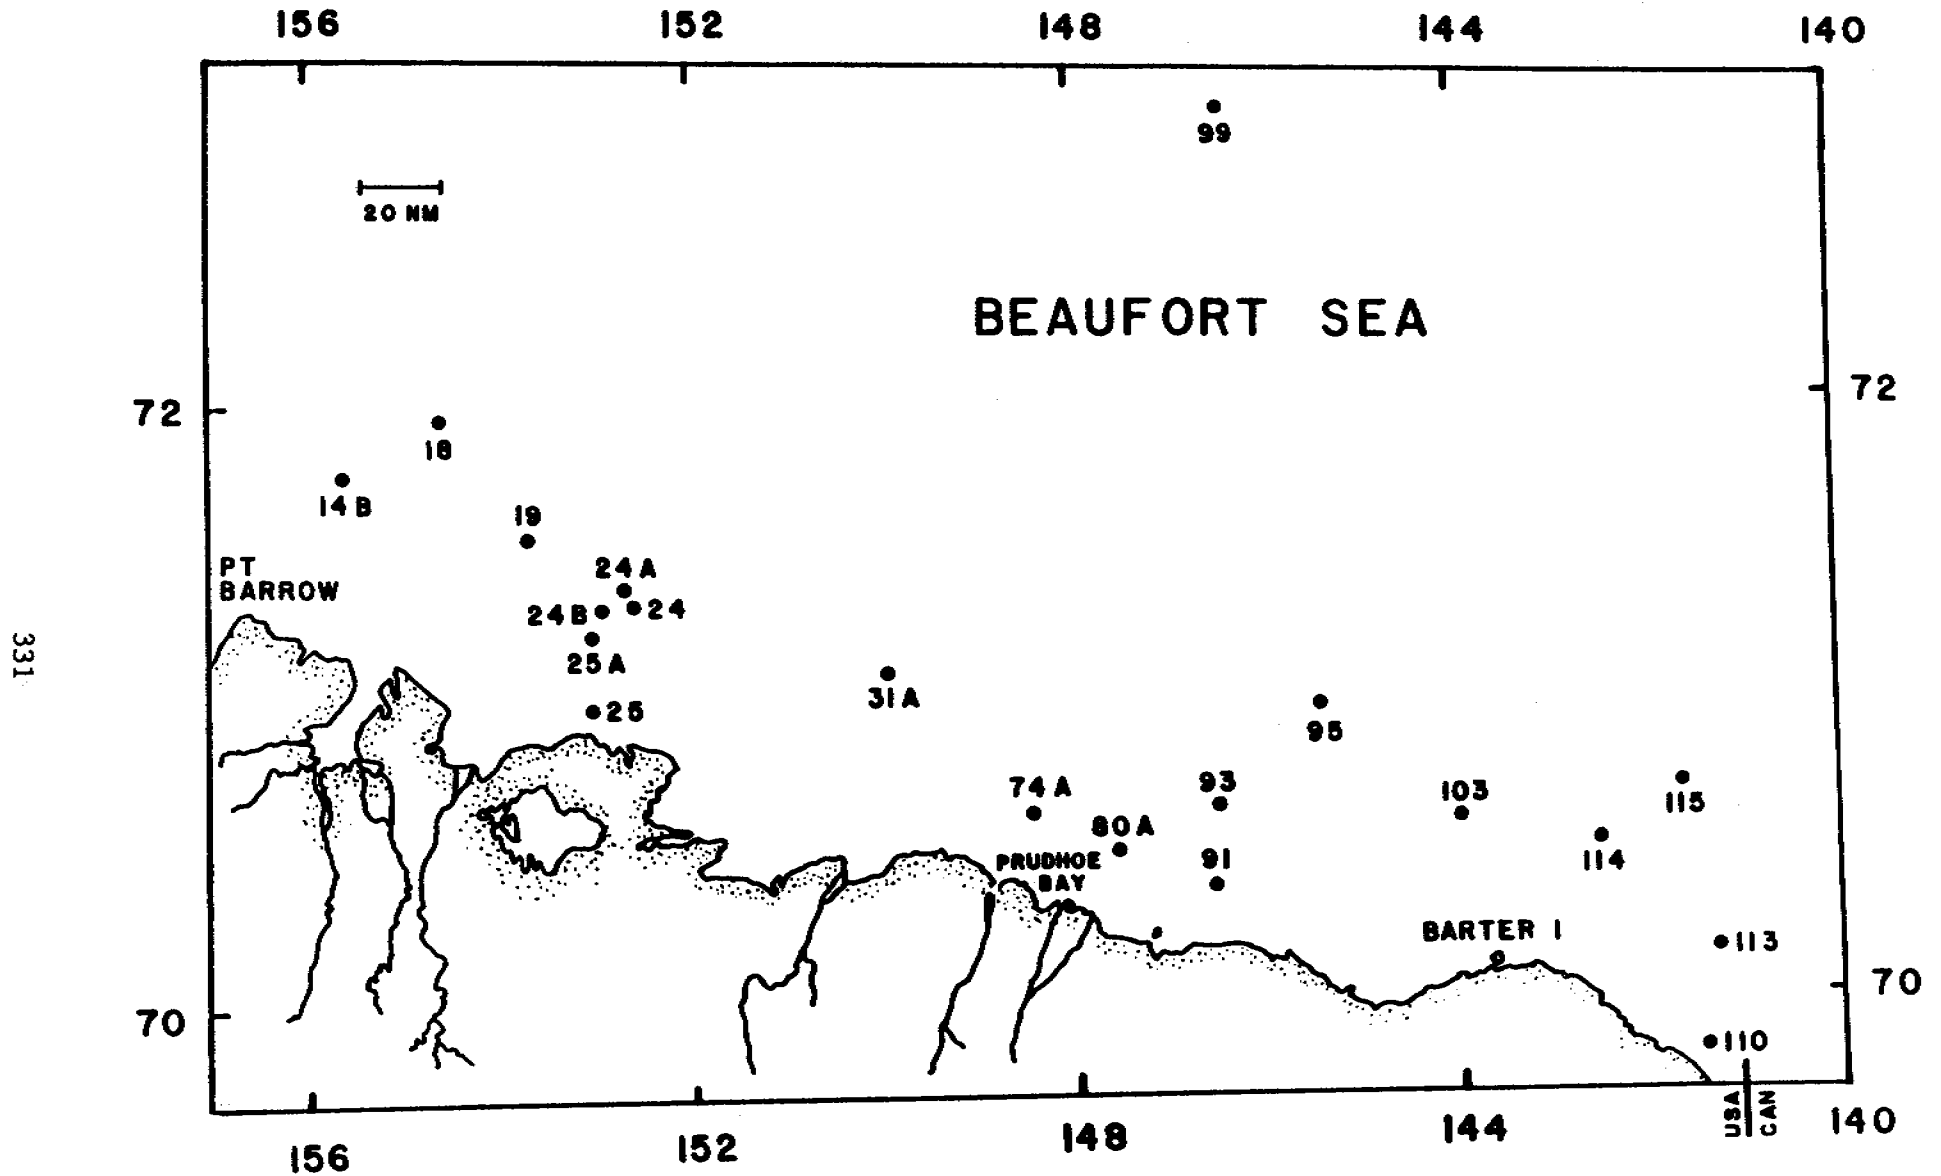 156 152 148 144 140
99
20 NM
BEAUFORT SEA
72 72
18
14 B
19
PT
BARROW
24 A
24 B 24
25 A
25
31 A
95
331
74 A
80 A
93
91
103
115
114
PRUDHOE
BAY
BARTER I
113
70 70
110
USA
CAN
156 152 148 144 140